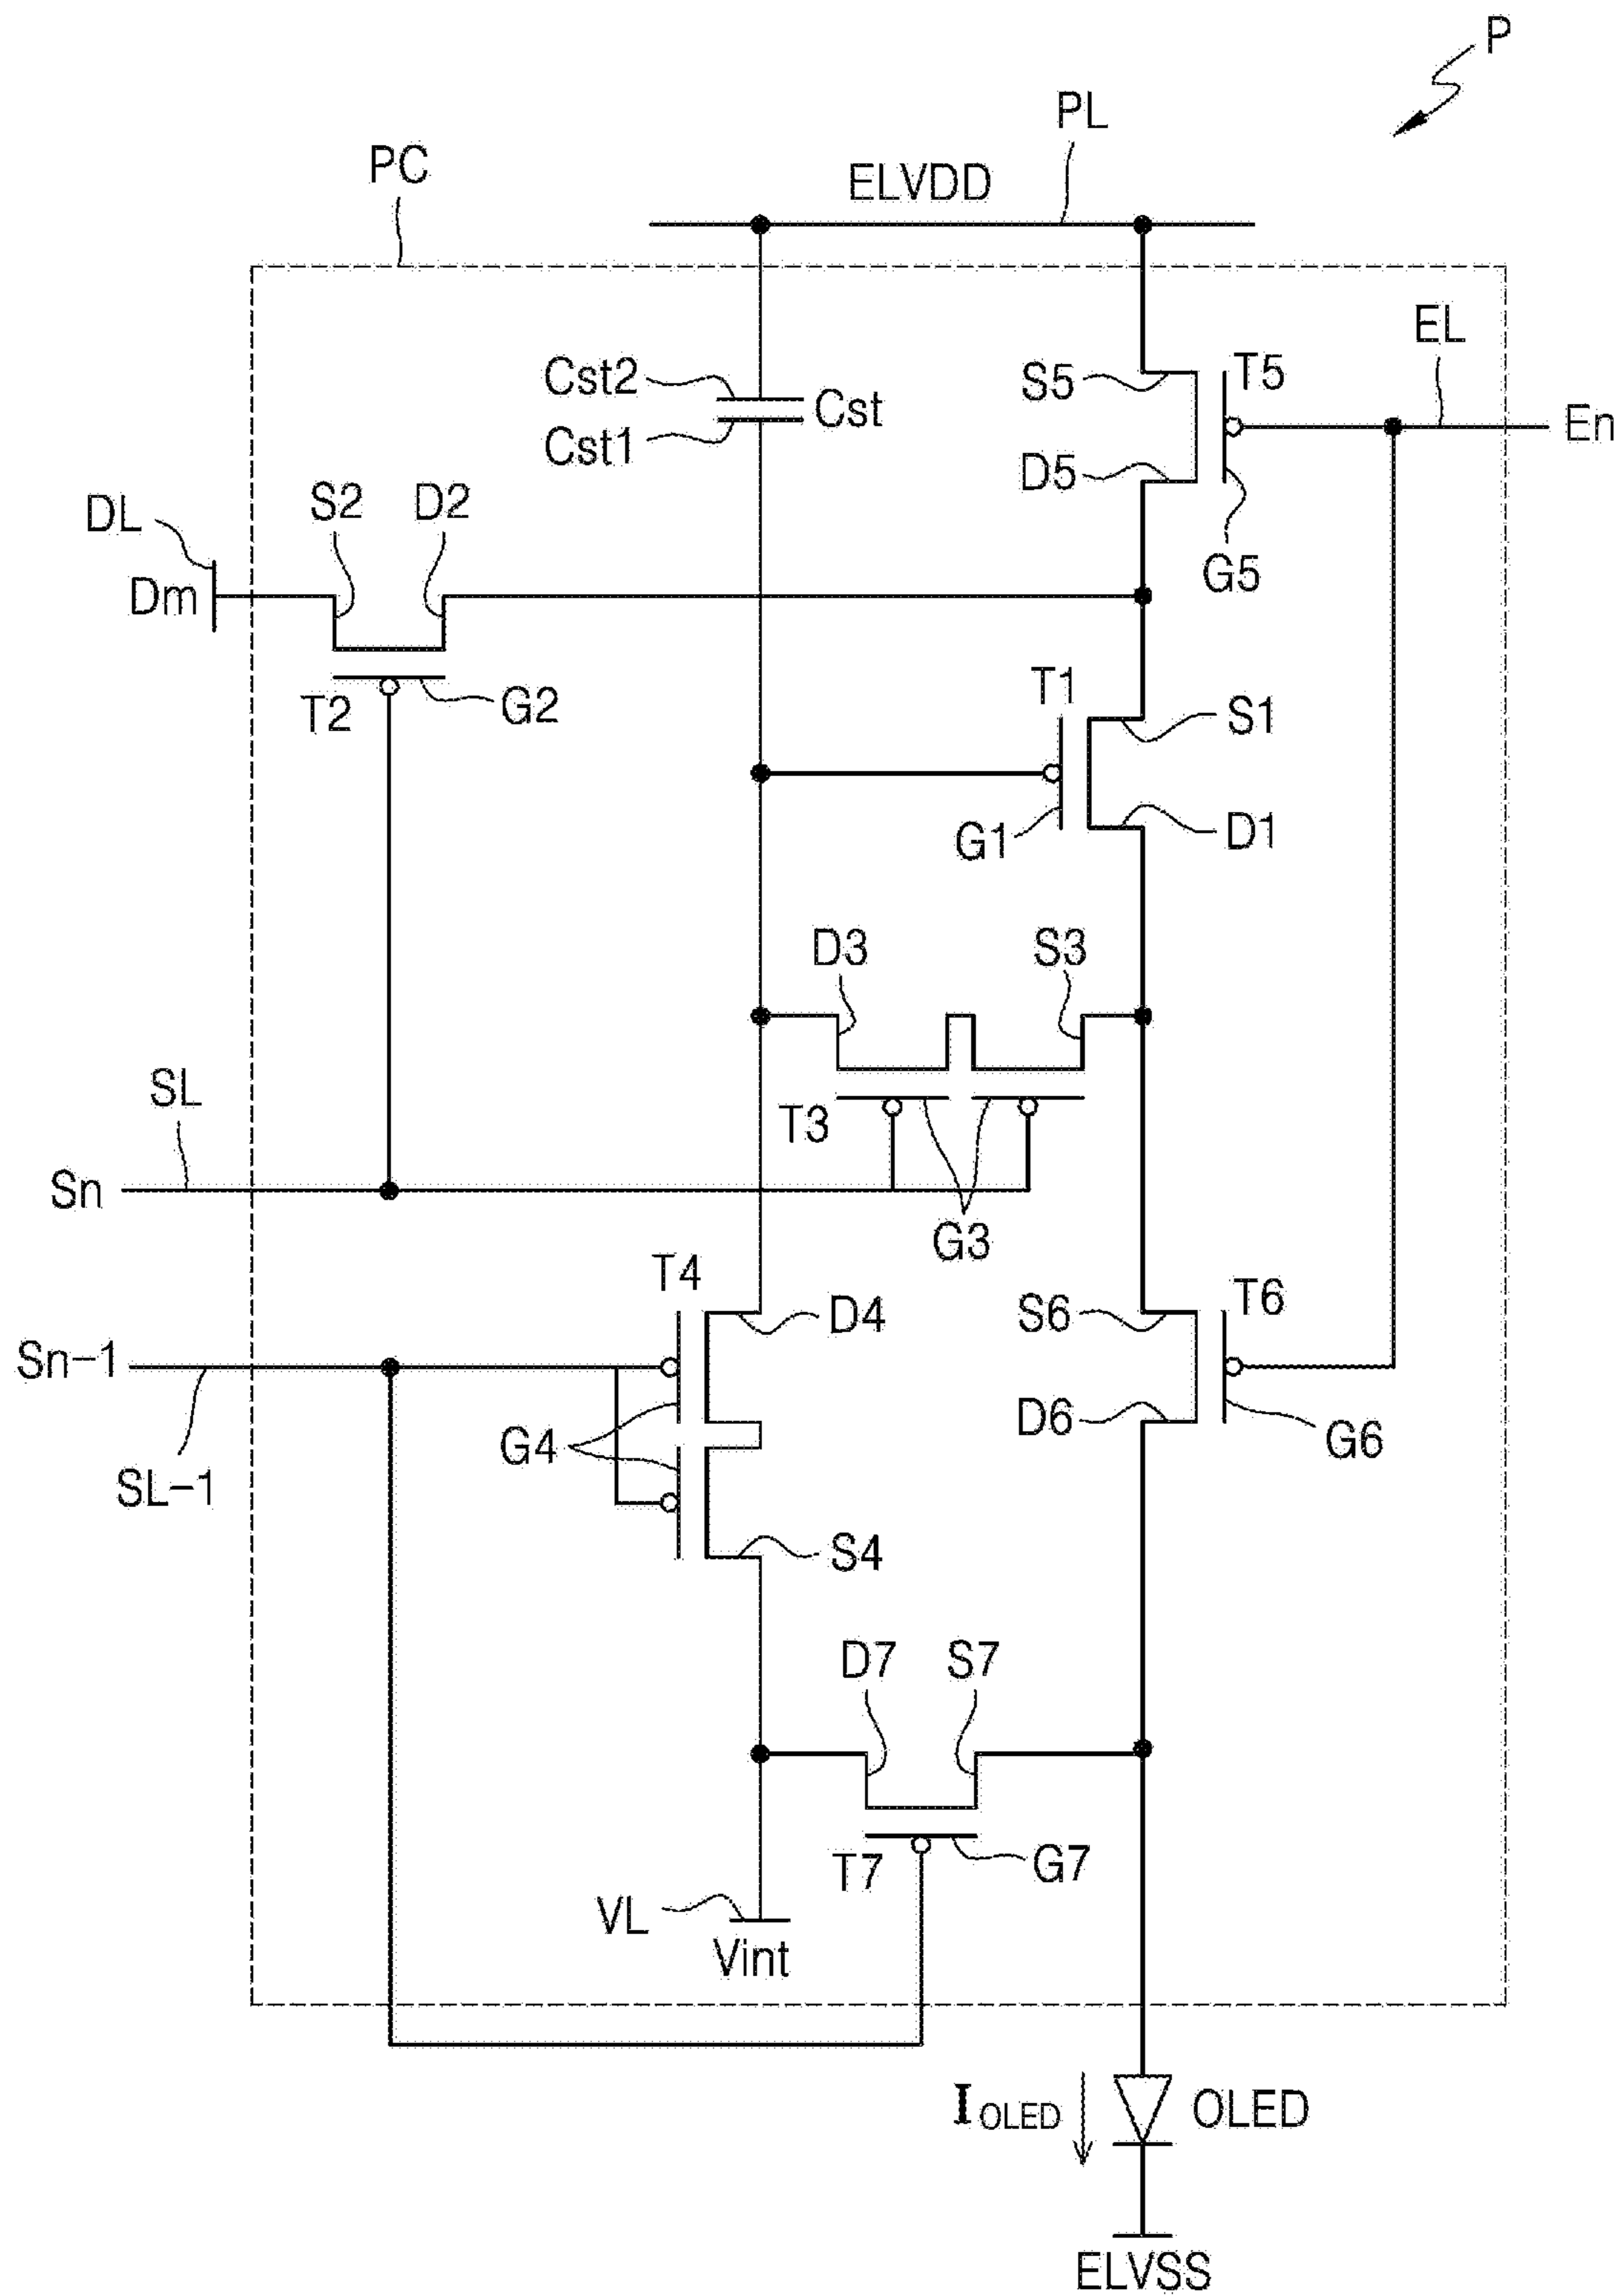 P
PL
PC
ELVDD
EL
Cst2
Cst
Cst1
S5
T5
En
D5
G5
DL
S2
D2
Dm
T2
G2
T1
S1
G1
D1
D3
S3
SL
T3
Sn
G3
T4
D4
S6
T6
Sn-1
D6
G4
G6
SL-1
S4
D7
S7
T7
G7
VL
Vint
IOLED
OLED
ELVSS